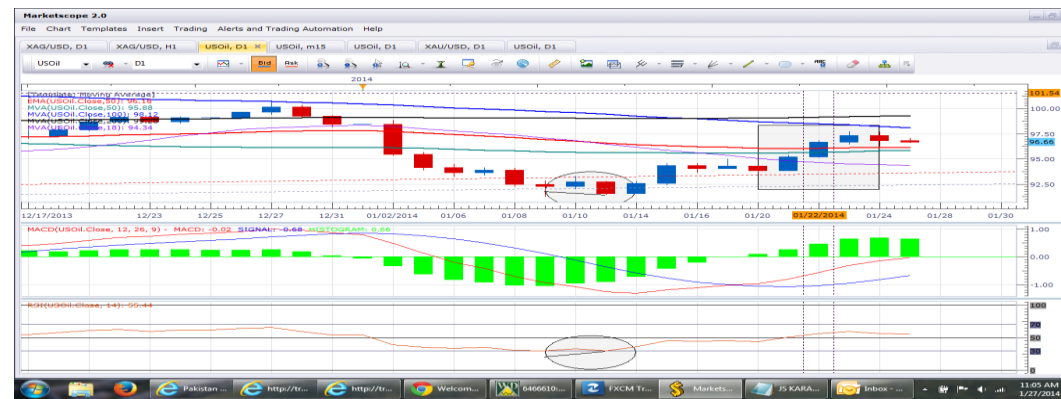 Marketscope 2.0
File Chart Templates Insert Trading Alerts and Trading Automation Help
XAG/USD, D1 XAG/USD, H1 USOil, D1 USOil, m15 USOil, D1 XAU/USD, D1 USOil, D1
USOil D1 Bid Ask ABC
2014
Moving Average]
EMA(USOil.Close,50): 96.16
MVA(USOil.Close,50): 95.88
MVA(USOil.Close,100): 98.12
MVA(USOil.Close,18): 94.34
101.54
100.00
97.50
96.66
95.00
92.50
12/17/2013 12/23 12/25 12/27 12/31 01/02/2014 01/06 01/08 01/10 01/14 01/16 01/20 01/22/2014 01/24 01/28 01/30
MACD(USOil.Close, 12, 26, 9) - MACD: -0.02 SIGNAL: -0.68 HISTOGRAM: 0.66
1.00
0.00
-1.00
RSI(USOil.Close, 14): 55.44
100
70
50
30
0
Pakistan ... http://tr... http://tr... Welcom... 6466610:... FXCM Tr... Markets... JS KARA... Inbox - ... 11:05 AM
1/27/2014